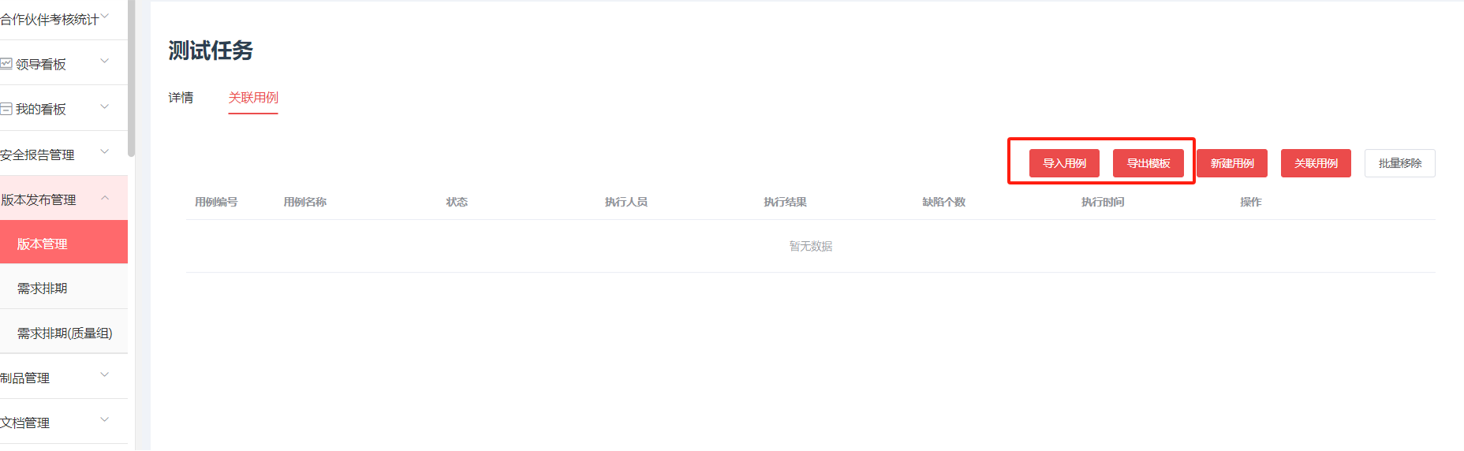 合作伙伴考核统计
领导看板
我的看板
安全报告管理
版本发布管理
版本管理
需求排期
需求排期(质量组)
制品管理
文档管理
测试任务
详情 关联用例
导入用例 导出模板 新建用例 关联用例 批量移除
用例编号 用例名称 状态 执行人员 执行结果 缺陷个数 执行时间 操作
暂无数据